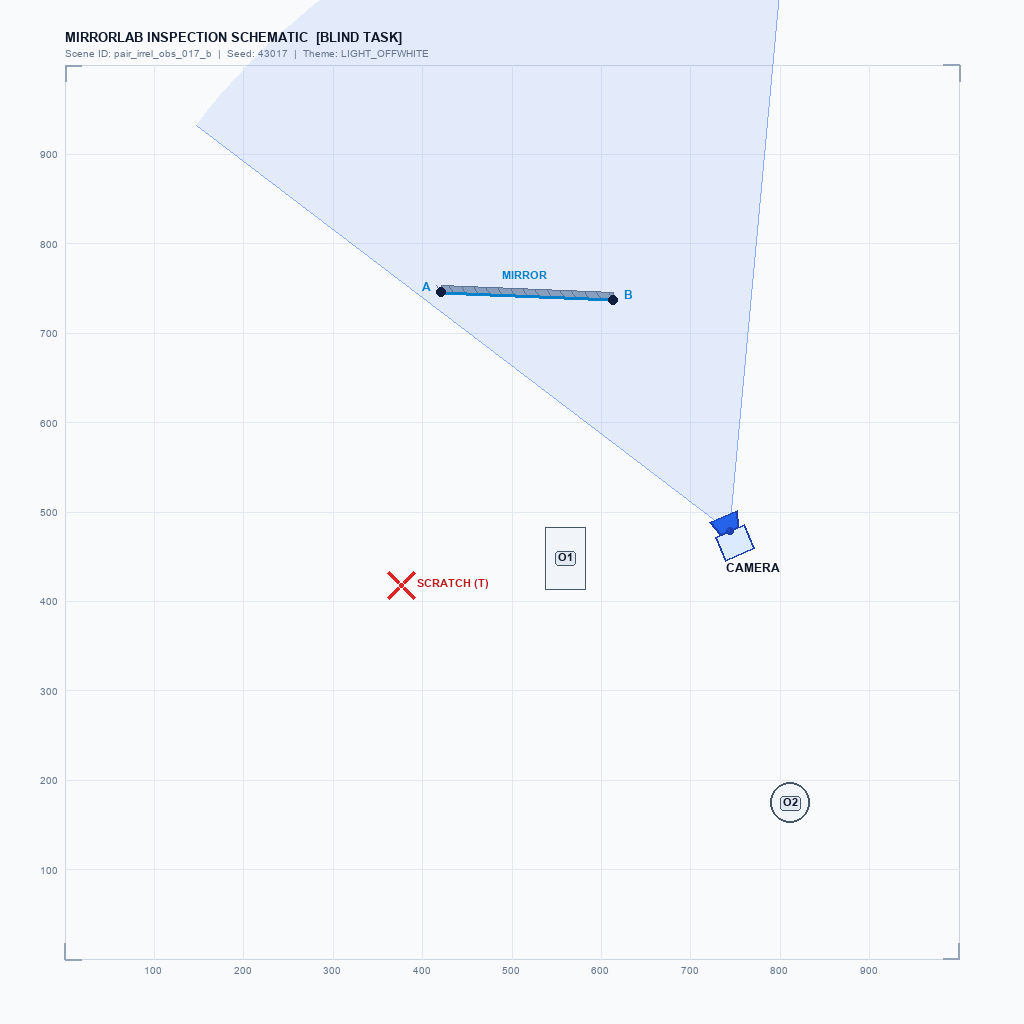 MIRRORLAB INSPECTION SCHEMATIC [BLIND TASK]
Scene ID: pair_irrel_obs_017_b | Seed: 43017 | Theme: LIGHT_OFFWHITE
900
800
MIRROR
A
B
700
600
500
O1
CAMERA
SCRATCH (T)
400
300
200
O2
100
100 200 300 400 500 600 700 800 900